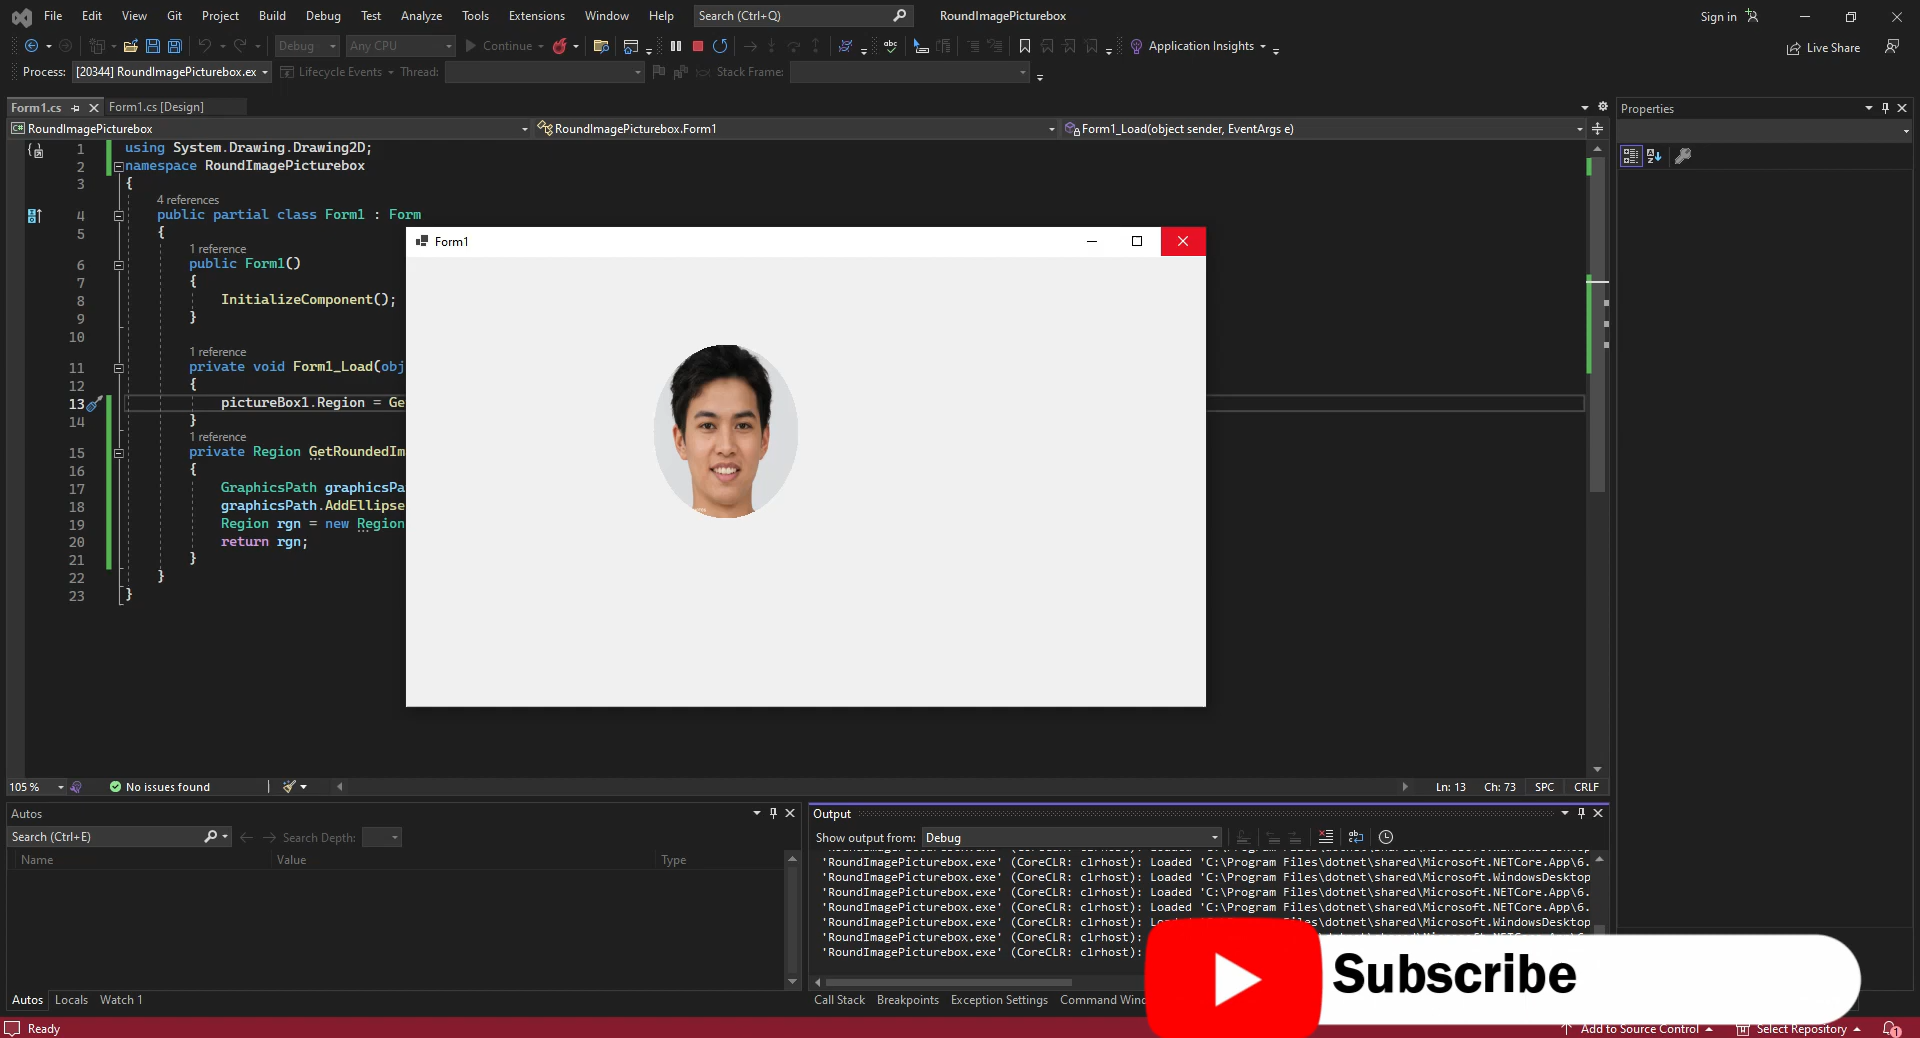 File Edit View Git Project Build Debug Test Analyze Tools Extensions Window Help Search (Ctrl+Q) RoundImagePicturebox Sign in
Debug Any CPU Continue Application Insights Live Share
Process: [20344] RoundImagePicturebox.ex Lifecycle Events Thread: Stack Frame:
Form1.cs Form1.cs [Design] Properties
RoundImagePicturebox RoundImagePicturebox.Form1 Form1_Load(object sender, EventArgs e)
1 using System.Drawing.Drawing2D;
2 namespace RoundImagePicturebox
3 {
4 references
4 public partial class Form1 : Form
5 {
1 reference
6 public Form1()
7 {
8 InitializeComponent();
9 }
10
1 reference
11 private void Form1_Load(obj
12 {
13 pictureBox1.Region = Ge
14 }
1 reference
15 private Region GetRoundedIm
16 {
17 GraphicsPath graphicsPa
18 graphicsPath.AddEllipse
19 Region rgn = new Region
20 return rgn;
21 }
22 }
23 }
Form1
105 % No issues found Ln: 13 Ch: 73 SPC CRLF
Autos
Search (Ctrl+E) Search Depth:
Name Value Type
Autos Locals Watch 1
Output
Show output from: Debug
'RoundImagePicturebox.exe' (CoreCLR: clrhost): Loaded 'C:\Program Files\dotnet\shared\Microsoft.NETCore.App\6.
'RoundImagePicturebox.exe' (CoreCLR: clrhost): Loaded 'C:\Program Files\dotnet\shared\Microsoft.WindowsDesktop
'RoundImagePicturebox.exe' (CoreCLR: clrhost): Loaded 'C:\Program Files\dotnet\shared\Microsoft.NETCore.App\6.
'RoundImagePicturebox.exe' (CoreCLR: clrhost): Loaded 'C:\Program Files\dotnet\shared\Microsoft.NETCore.App\6.
'RoundImagePicturebox.exe' (CoreCLR: clrhost): les\dotnet\shared\Microsoft.WindowsDesktop
'RoundImagePicturebox.exe' (CoreCLR: clrhost):
'RoundImagePicturebox.exe' (CoreCLR: clrhost):
Call Stack Breakpoints Exception Settings Command Win
Subscribe
Ready Add to Source Control Select Repository 1